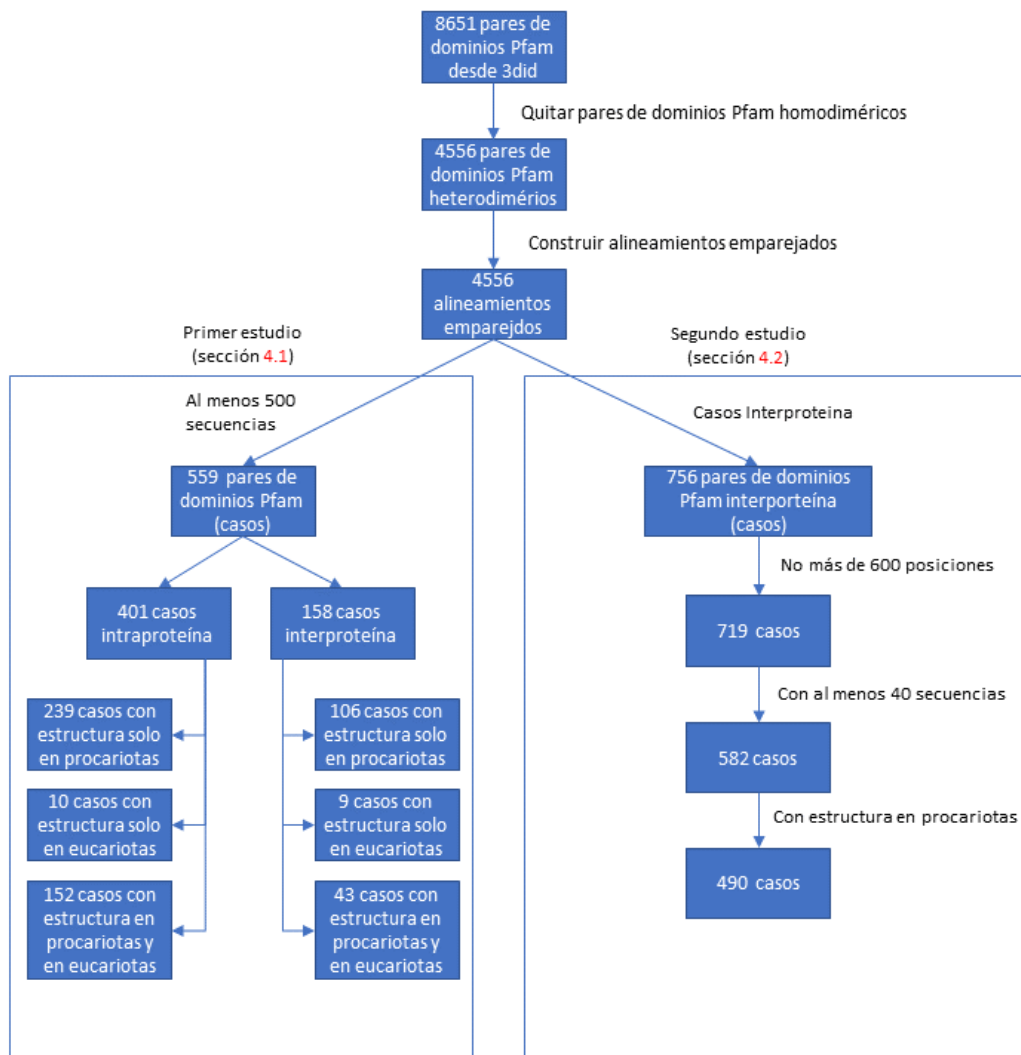 8651 pares de
dominios Pfam
desde 3did
Quitar pares de dominios Pfam homodiméricos
4556 pares de
dominios Pfam
heterodimérios
Construir alineamientos emparejados
4556
alineamientos
emparejdos
Primer estudio
(sección 4.1)
Segundo estudio
(sección 4.2)
Al menos 500
secuencias
Casos Interproteina
559 pares de
dominios Pfam
(casos)
756 pares de dominios
Pfam interporteína
(casos)
No más de 600 posiciones
401 casos
intraproteína
158 casos
interproteína
719 casos
Con al menos 40 secuencias
239 casos con
estructura solo
en procariotas
106 casos con
estructura solo
en procariotas
582 casos
10 casos con
estructura solo
en eucariotas
9 casos con
estructura solo
en eucariotas
Con estructura en procariotas
490 casos
152 casos con
estructura en
procariotas y
en eucariotas
43 casos con
estructura en
procariotas y
en eucariotas